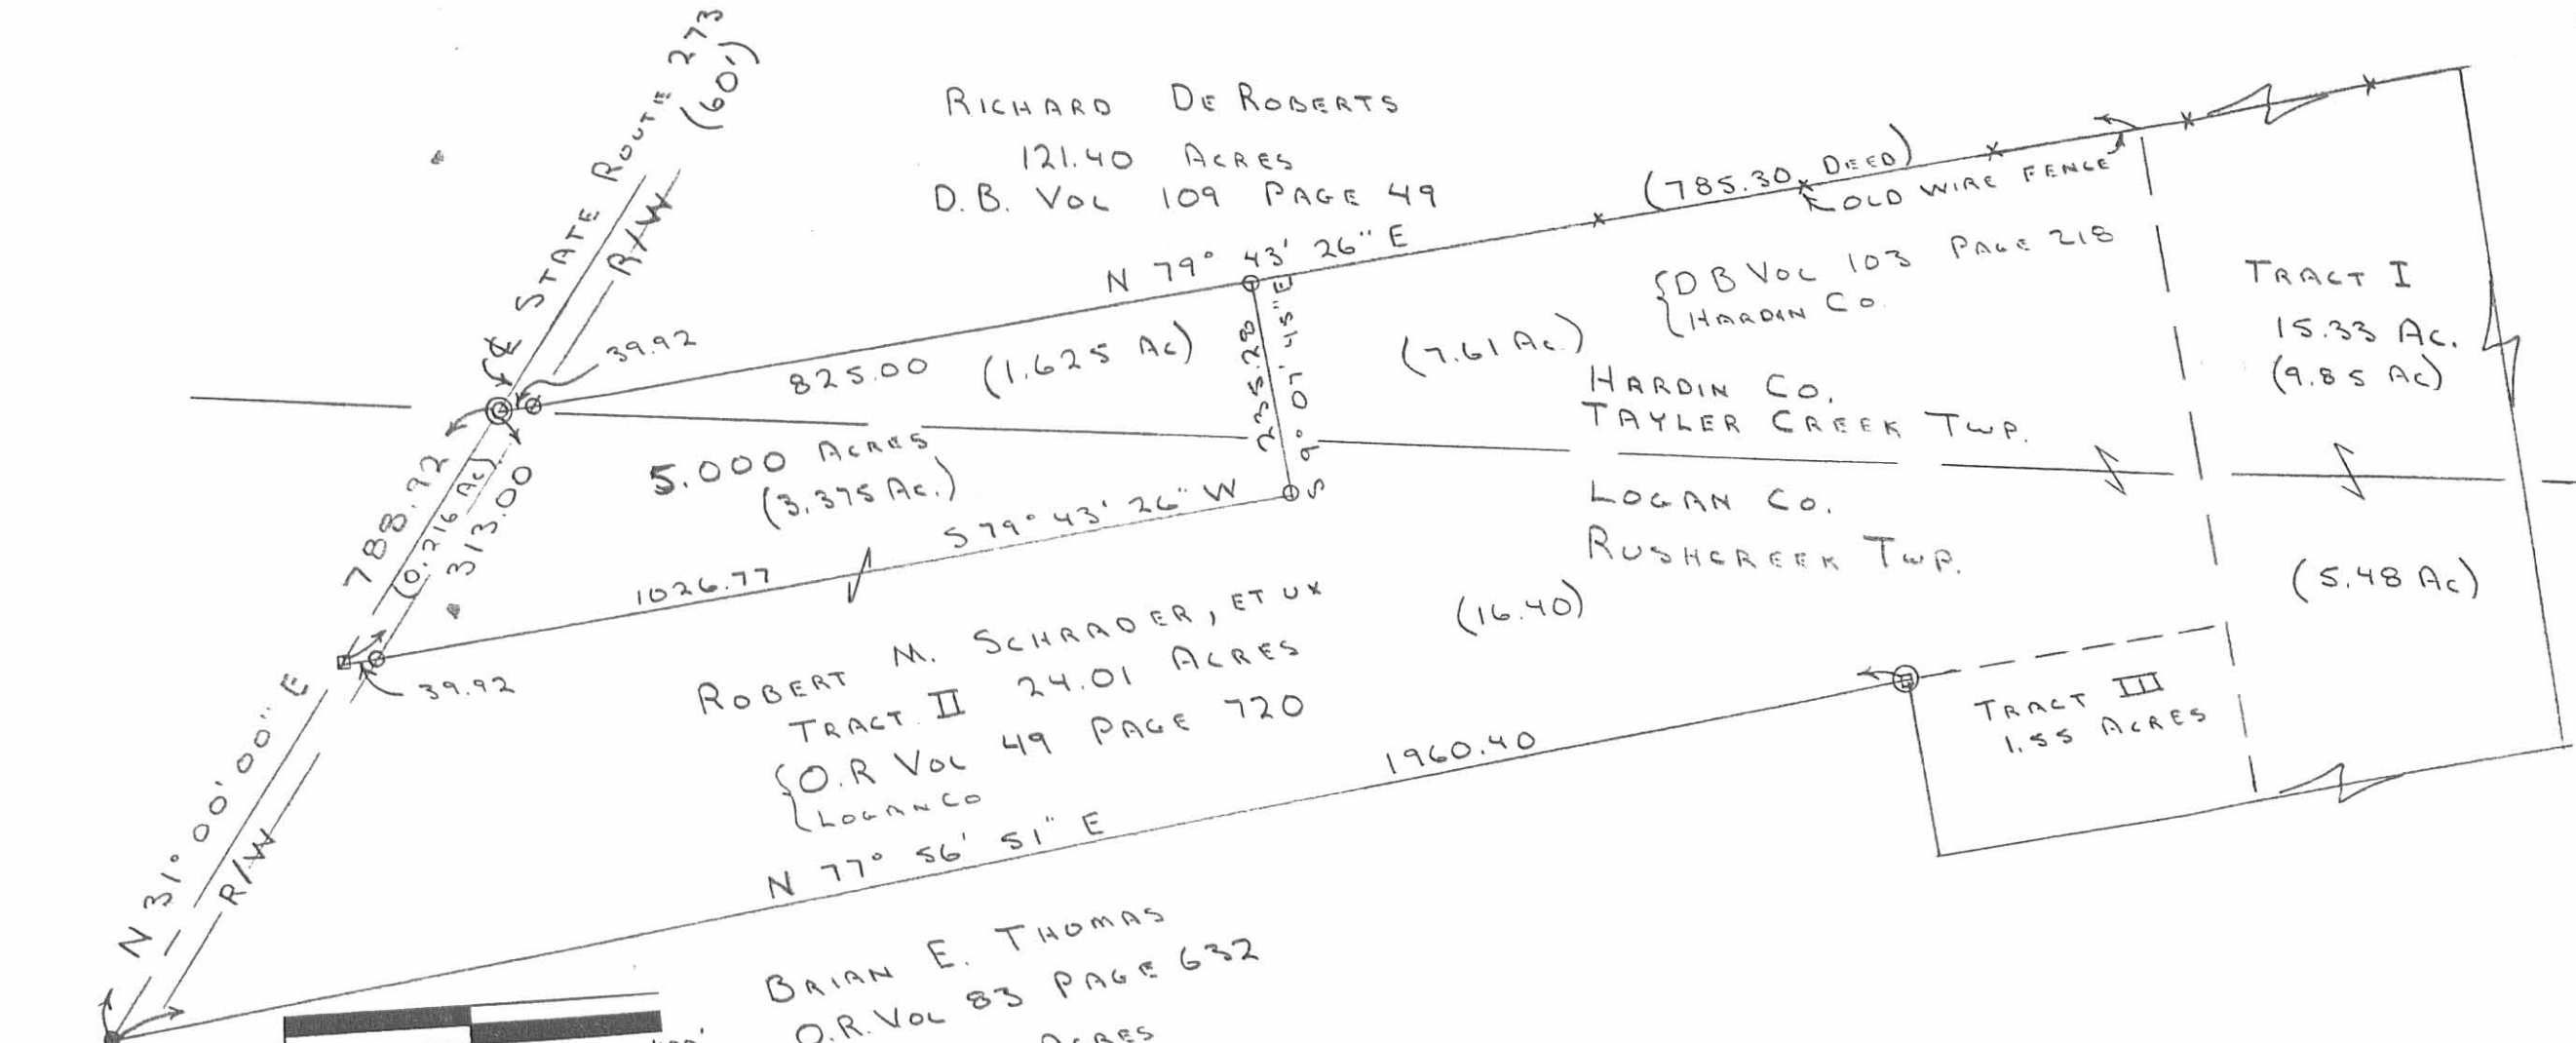 STATE ROUTE 273
(60')
R/W
RICHARD DE ROBERTS
121.40 ACRES
D.B. VOL 109 PAGE 49
N 79° 43' 26" E
(785.30 DEED)
OLD WIRE FENCE
39.92
825.00 (1.625 AC)
235.28
S 9° 07' 45" E
(7.61 AC.)
D B VOL 103 PAGE 218
HARDIN CO.
HARDIN CO.
TAYLER CREEK TWP.
LOGAN CO.
RUSHCREEK TWP.
TRACT I
15.33 AC.
(9.85 AC)
(5.48 AC)
5.000 ACRES
(3.375 AC.)
788.92
(0.216 AC)
313.00
S 79° 43' 26" W
1026.77
39.92
N 31° 00' 00" E
R/W
ROBERT M. SCHRADER, ET UX
TRACT II 24.01 ACRES
O.R VOL 49 PAGE 720
LOGAN CO
(16.40)
TRACT III
1.55 ACRES
1960.40
N 77° 56' 51" E
BRIAN E. THOMAS
O.R. VOL 83 PAGE 632
ACRES